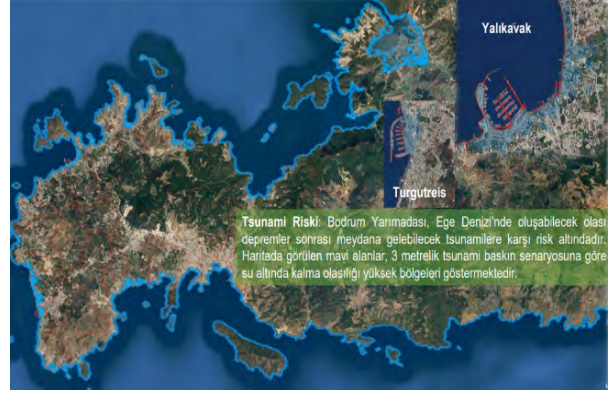 Yalıkavak
Turgutreis
Tsunami Riski: Bodrum Yarımadası, Ege Denizi'nde oluşabilecek olası
depremler sonrası meydana gelebilecek tsunamilere karşı risk altındadır.
Haritada görülen mavi alanlar, 3 metrelik tsunami baskın senaryosuna göre
su altında kalma olasılığı yüksek bölgeleri göstermektedir.